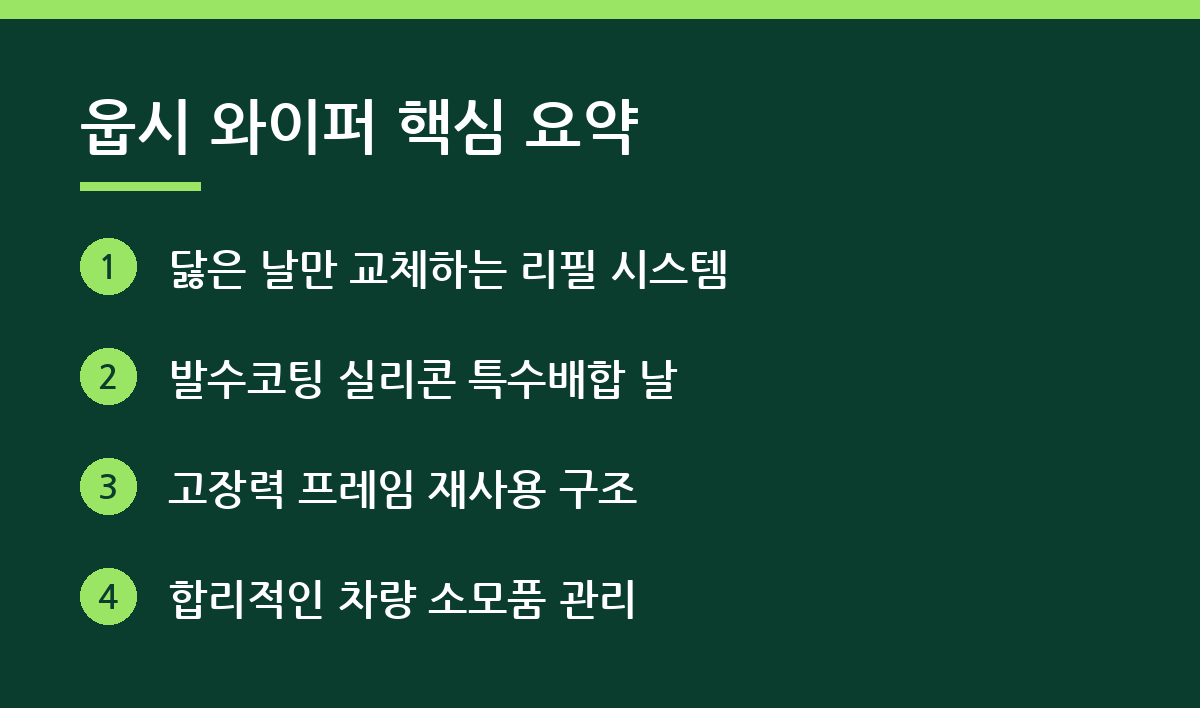 웁시 와이퍼 핵심 요약
1 닳은 날만 교체하는 리필 시스템
2 발수코팅 실리콘 특수배합 날
3 고장력 프레임 재사용 구조
4 합리적인 차량 소모품 관리